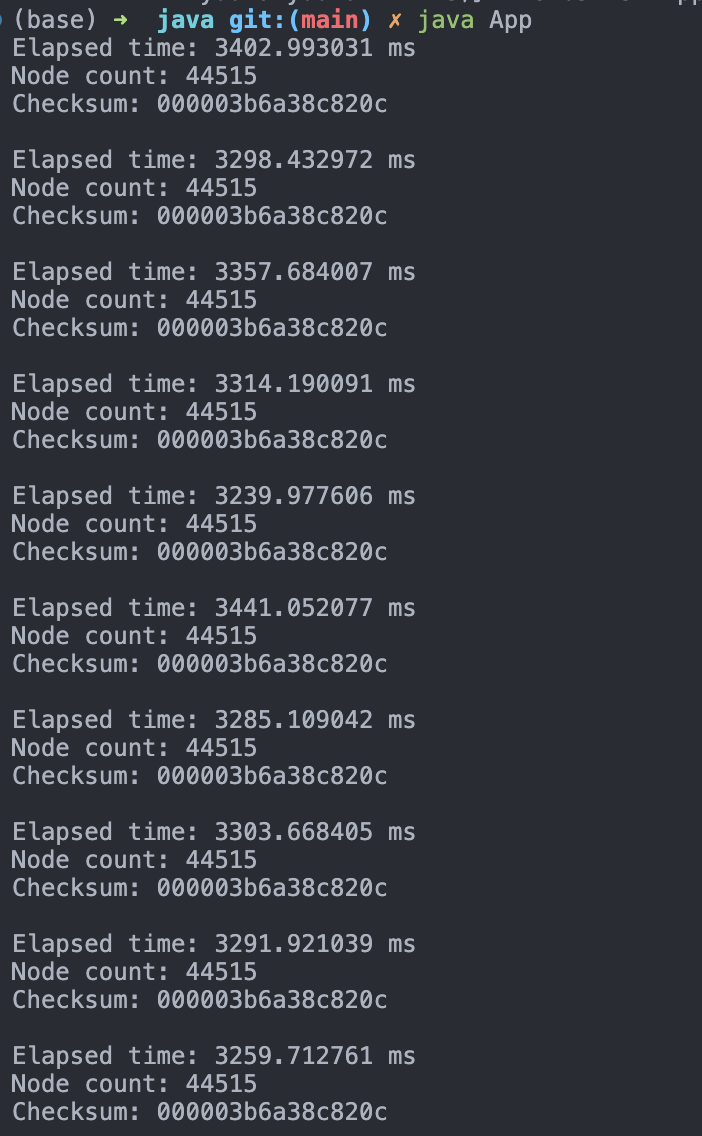 (base) ➜  java git:(main) ✗ java App
Elapsed time: 3402.993031 ms
Node count: 44515
Checksum: 000003b6a38c820c

Elapsed time: 3298.432972 ms
Node count: 44515
Checksum: 000003b6a38c820c

Elapsed time: 3357.684007 ms
Node count: 44515
Checksum: 000003b6a38c820c

Elapsed time: 3314.190091 ms
Node count: 44515
Checksum: 000003b6a38c820c

Elapsed time: 3239.977606 ms
Node count: 44515
Checksum: 000003b6a38c820c

Elapsed time: 3441.052077 ms
Node count: 44515
Checksum: 000003b6a38c820c

Elapsed time: 3285.109042 ms
Node count: 44515
Checksum: 000003b6a38c820c

Elapsed time: 3303.668405 ms
Node count: 44515
Checksum: 000003b6a38c820c

Elapsed time: 3291.921039 ms
Node count: 44515
Checksum: 000003b6a38c820c

Elapsed time: 3259.712761 ms
Node count: 44515
Checksum: 000003b6a38c820c